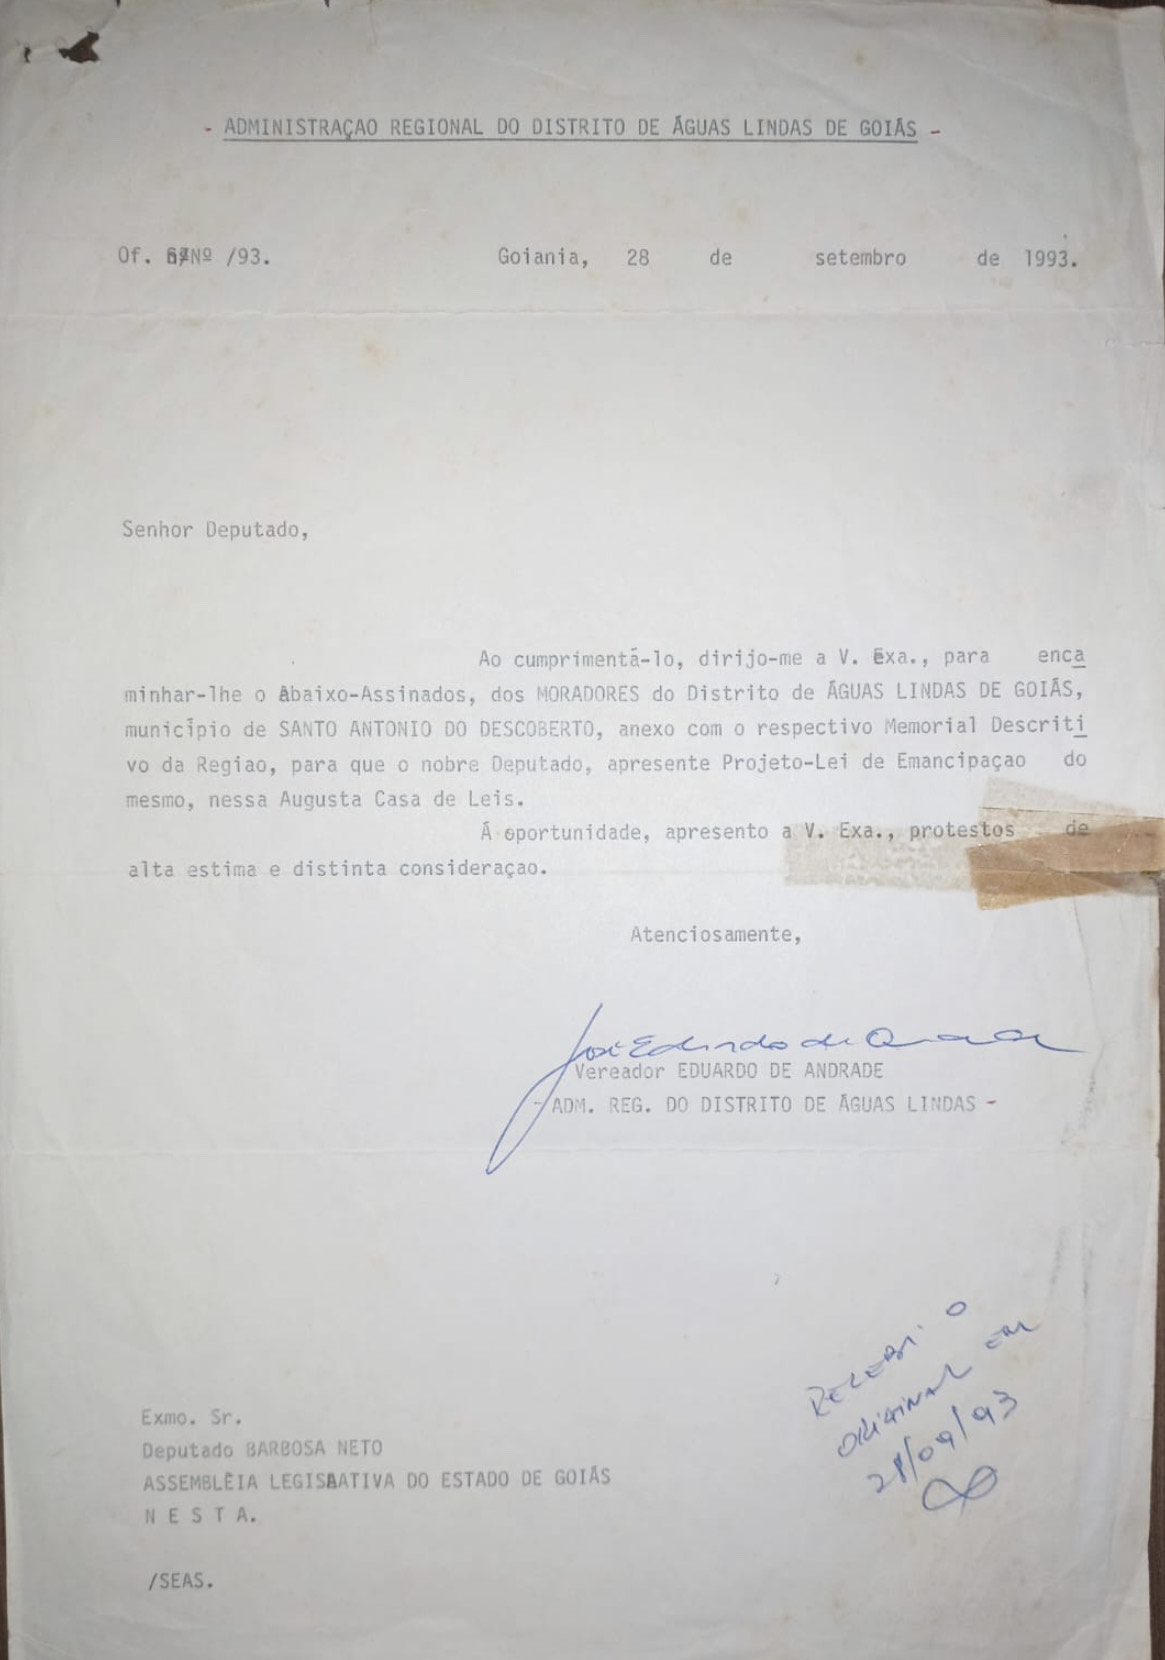 - ADMINISTRAÇAO REGIONAL DO DISTRITO DE ÁGUAS LINDAS DE GOIÁS -
Of. Nº /93. Goiania, 28 de setembro de 1993.
Senhor Deputado,
Ao cumprimentá-lo, dirijo-me a V. Exa., para enca
minhar-lhe o Abaixo-Assinados, dos MORADORES do Distrito de ÁGUAS LINDAS DE GOIÁS,
município de SANTO ANTONIO DO DESCOBERTO, anexo com o respectivo Memorial Descriti
vo da Regiao, para que o nobre Deputado, apresente Projeto-Lei de Emancipaçao do
mesmo, nessa Augusta Casa de Leis.
Á oportunidade, apresento a V. Exa., protestos de
alta estima e distinta consideraçao.
Atenciosamente,
Vereador EDUARDO DE ANDRADE
- ADM. REG. DO DISTRITO DE ÁGUAS LINDAS -
RECEBI O
ORIGINAL EM
28/09/93
Exmo. Sr.
Deputado BARBOSA NETO
ASSEMBLÉIA LEGISLATIVA DO ESTADO DE GOIÁS
N E S T A.
/SEAS.